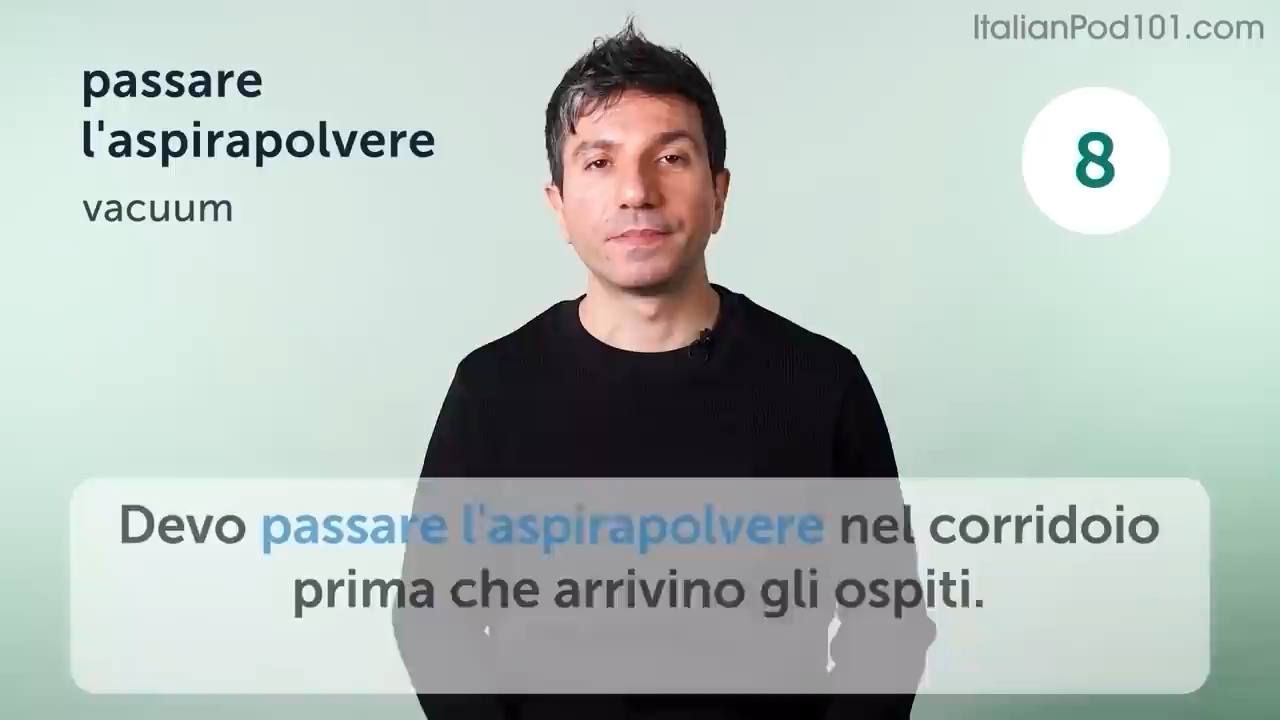 ItalianPod101.com
passare
l'aspirapolvere
vacuum
8
Devo passare l'aspirapolvere nel corridoio
prima che arrivino gli ospiti.